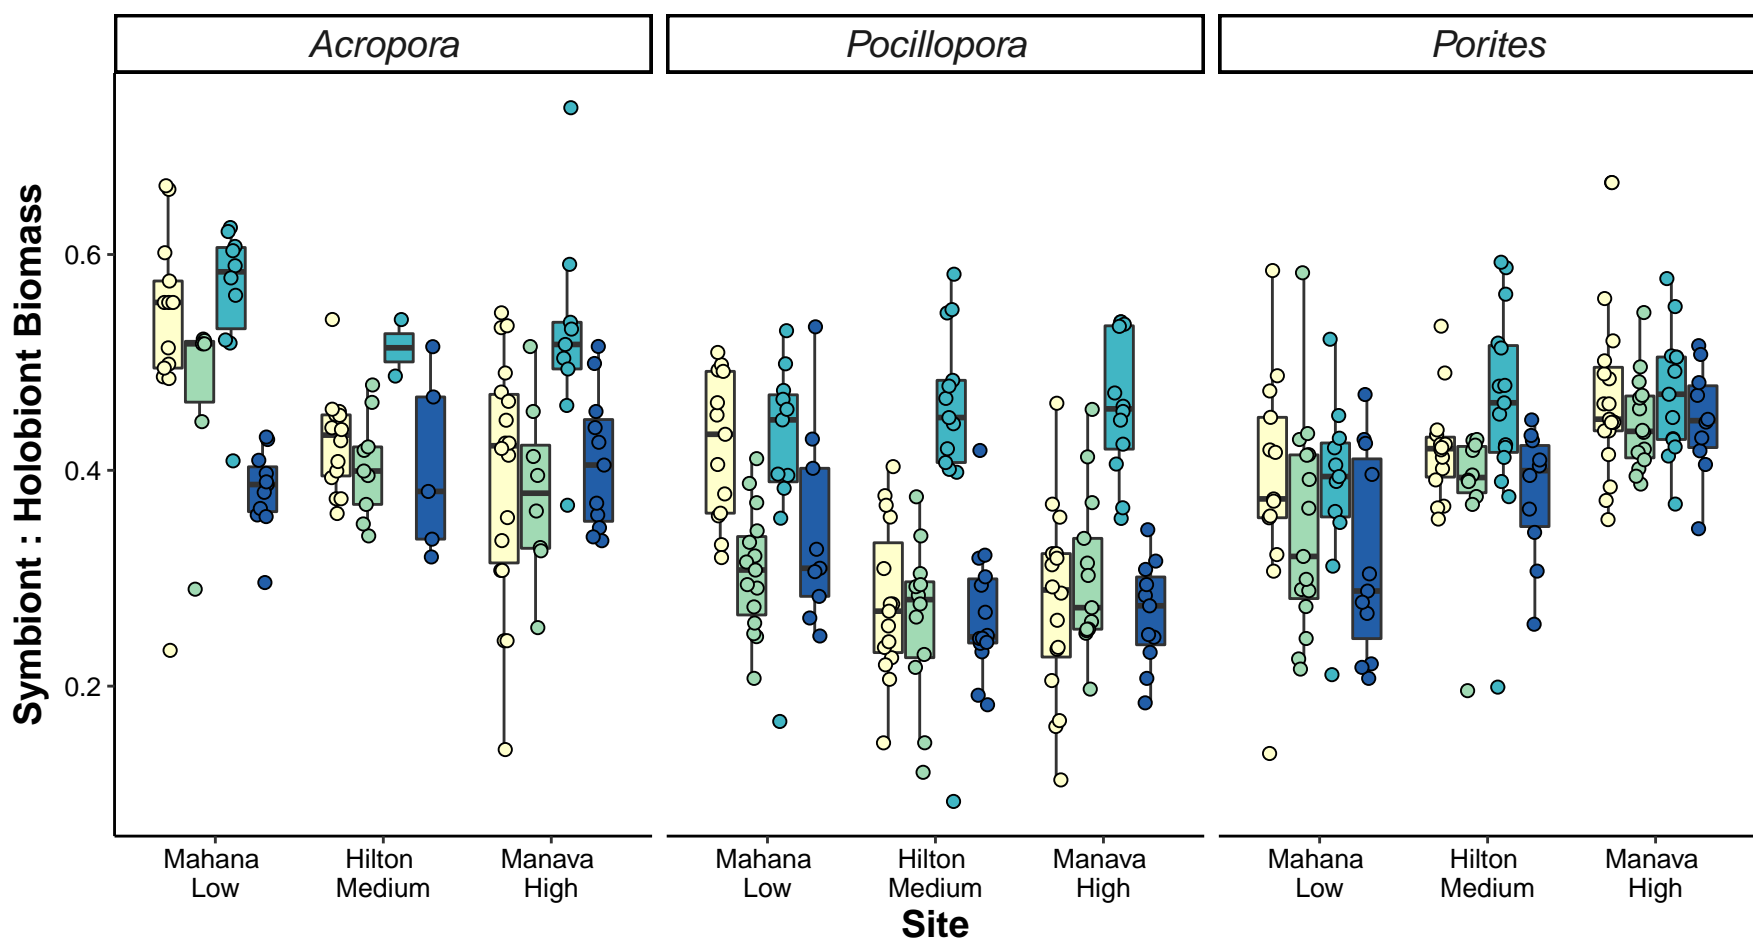 Acropora
Pocillopora
Porites
Symbiont : Holobiont Biomass
0.6
0.4
0.2
Mahana
Low
Hilton
Medium
Manava
High
Mahana
Low
Hilton
Medium
Manava
High
Mahana
Low
Hilton
Medium
Manava
High
Site